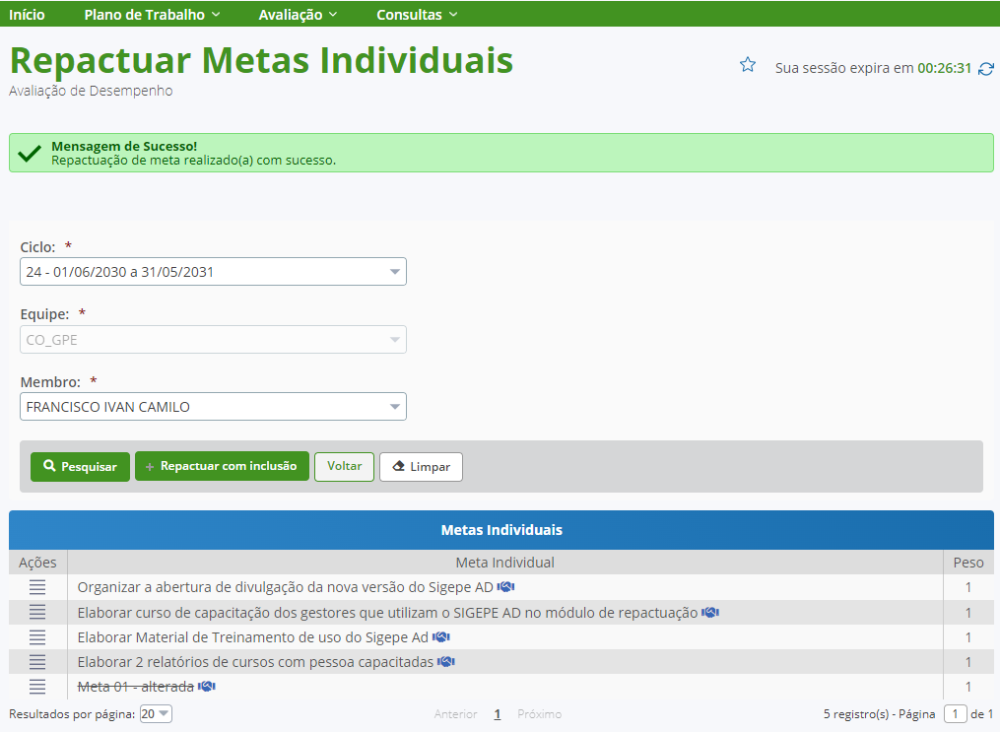 Início Plano de Trabalho Avaliação Consultas
Repactuar Metas Individuais
Sua sessão expira em 00:26:31
Avaliação de Desempenho
Mensagem de Sucesso!
Repactuação de meta realizado(a) com sucesso.
Ciclo: *
24 - 01/06/2030 a 31/05/2031
Equipe: *
CO_GPE
Membro: *
FRANCISCO IVAN CAMILO
Pesquisar + Repactuar com inclusão Voltar Limpar
Metas Individuais
Ações Meta Individual Peso
Organizar a abertura de divulgação da nova versão do Sigepe AD 1
Elaborar curso de capacitação dos gestores que utilizam o SIGEPE AD no módulo de repactuação 1
Elaborar Material de Treinamento de uso do Sigepe Ad 1
Elaborar 2 relatórios de cursos com pessoa capacitadas 1
Meta 01 - alterada 1
Resultados por página: 20 Anterior 1 Próximo 5 registro(s) - Página 1 de 1